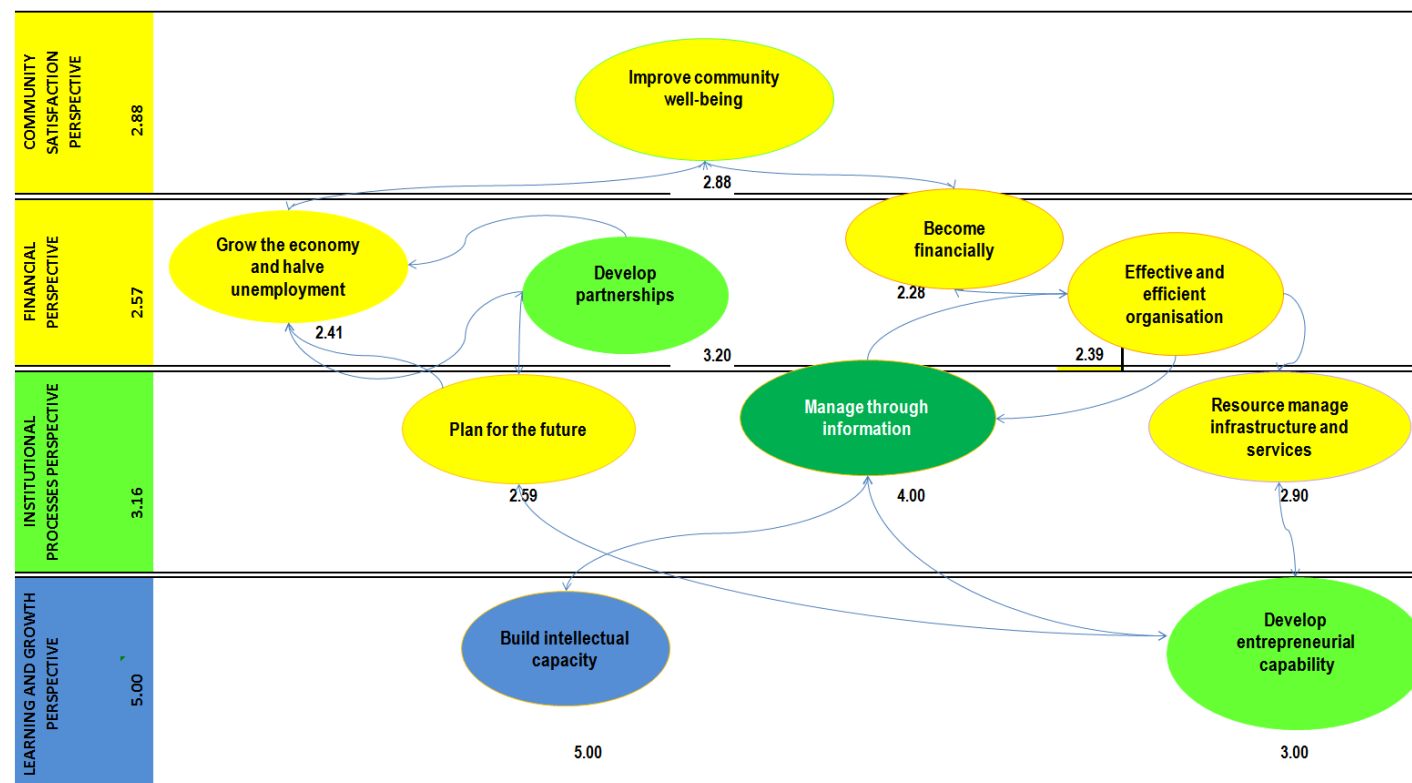 COMMUNITY
SATISFACTION
PERSPECTIVE
2.88
Improve community
well-being
2.88
FINANCIAL
PERSPECTIVE
2.57
Grow the economy
and halve
unemployment
2.41
Develop
partnerships
3.20
Become
financially
2.28
Effective and
efficient
organisation
2.39
INSTITUTIONAL
PROCESSES PERSPECTIVE
3.16
Plan for the future
2.59
Manage through
information
4.00
Resource manage
infrastructure and
services
2.90
LEARNING AND GROWTH
PERSPECTIVE
5.00
Build intellectual
capacity
5.00
Develop
entrepreneurial
capability
3.00